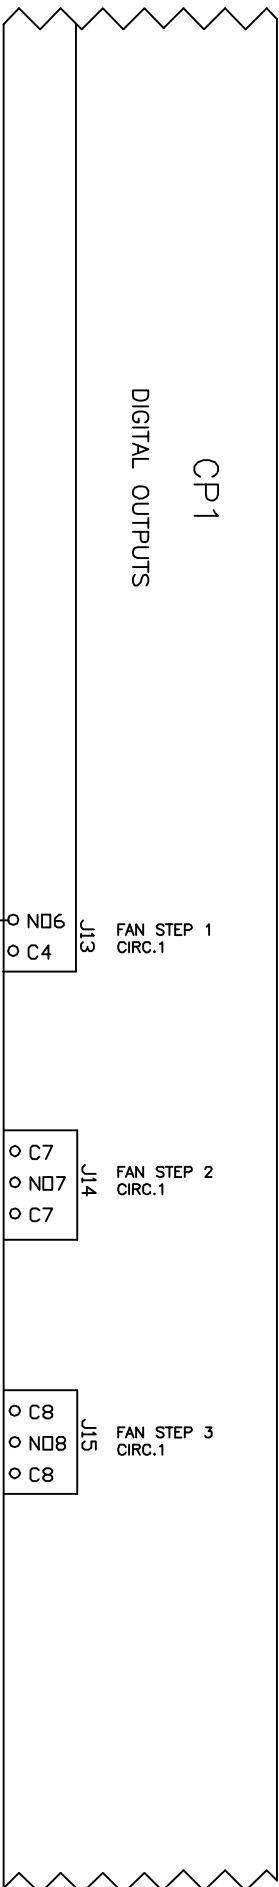 CP1
DIGITAL OUTPUTS
NO6
C4
J13
FAN STEP 1
CIRC.1
C7
NO7
C7
J14
FAN STEP 2
CIRC.1
C8
NO8
C8
J15
FAN STEP 3
CIRC.1